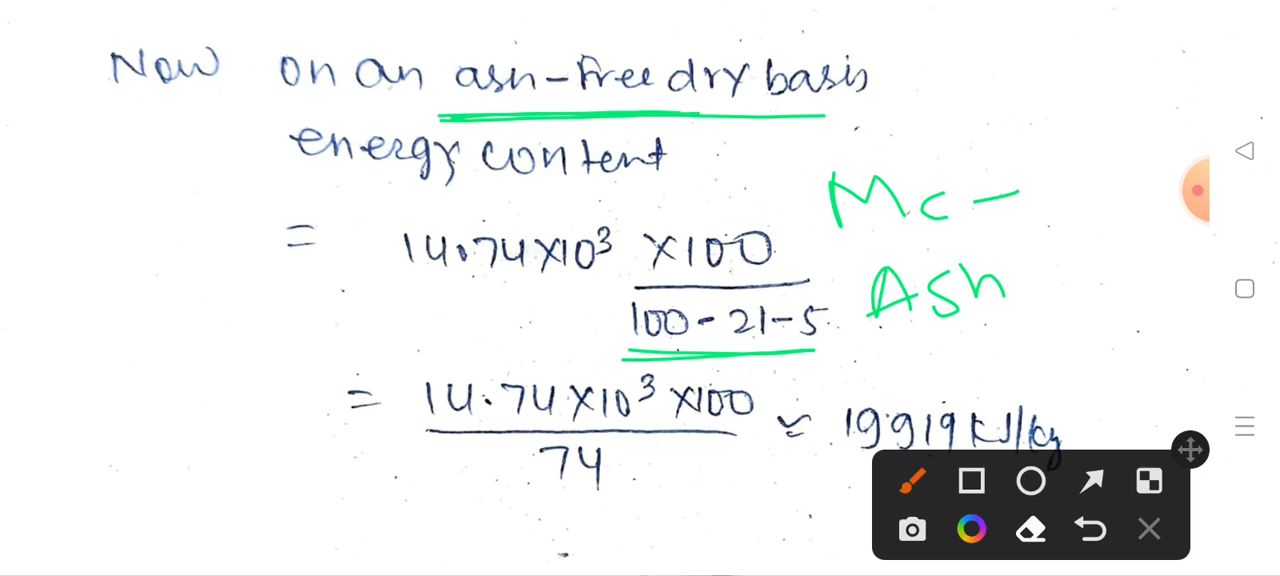 Now on an ash-free dry basis
energy content
Mc -
= 14.74×10³ ×100
Ash
100 - 21 - 5
= 14.74×10³ ×100 ≃ 19919 kJ/kg
74